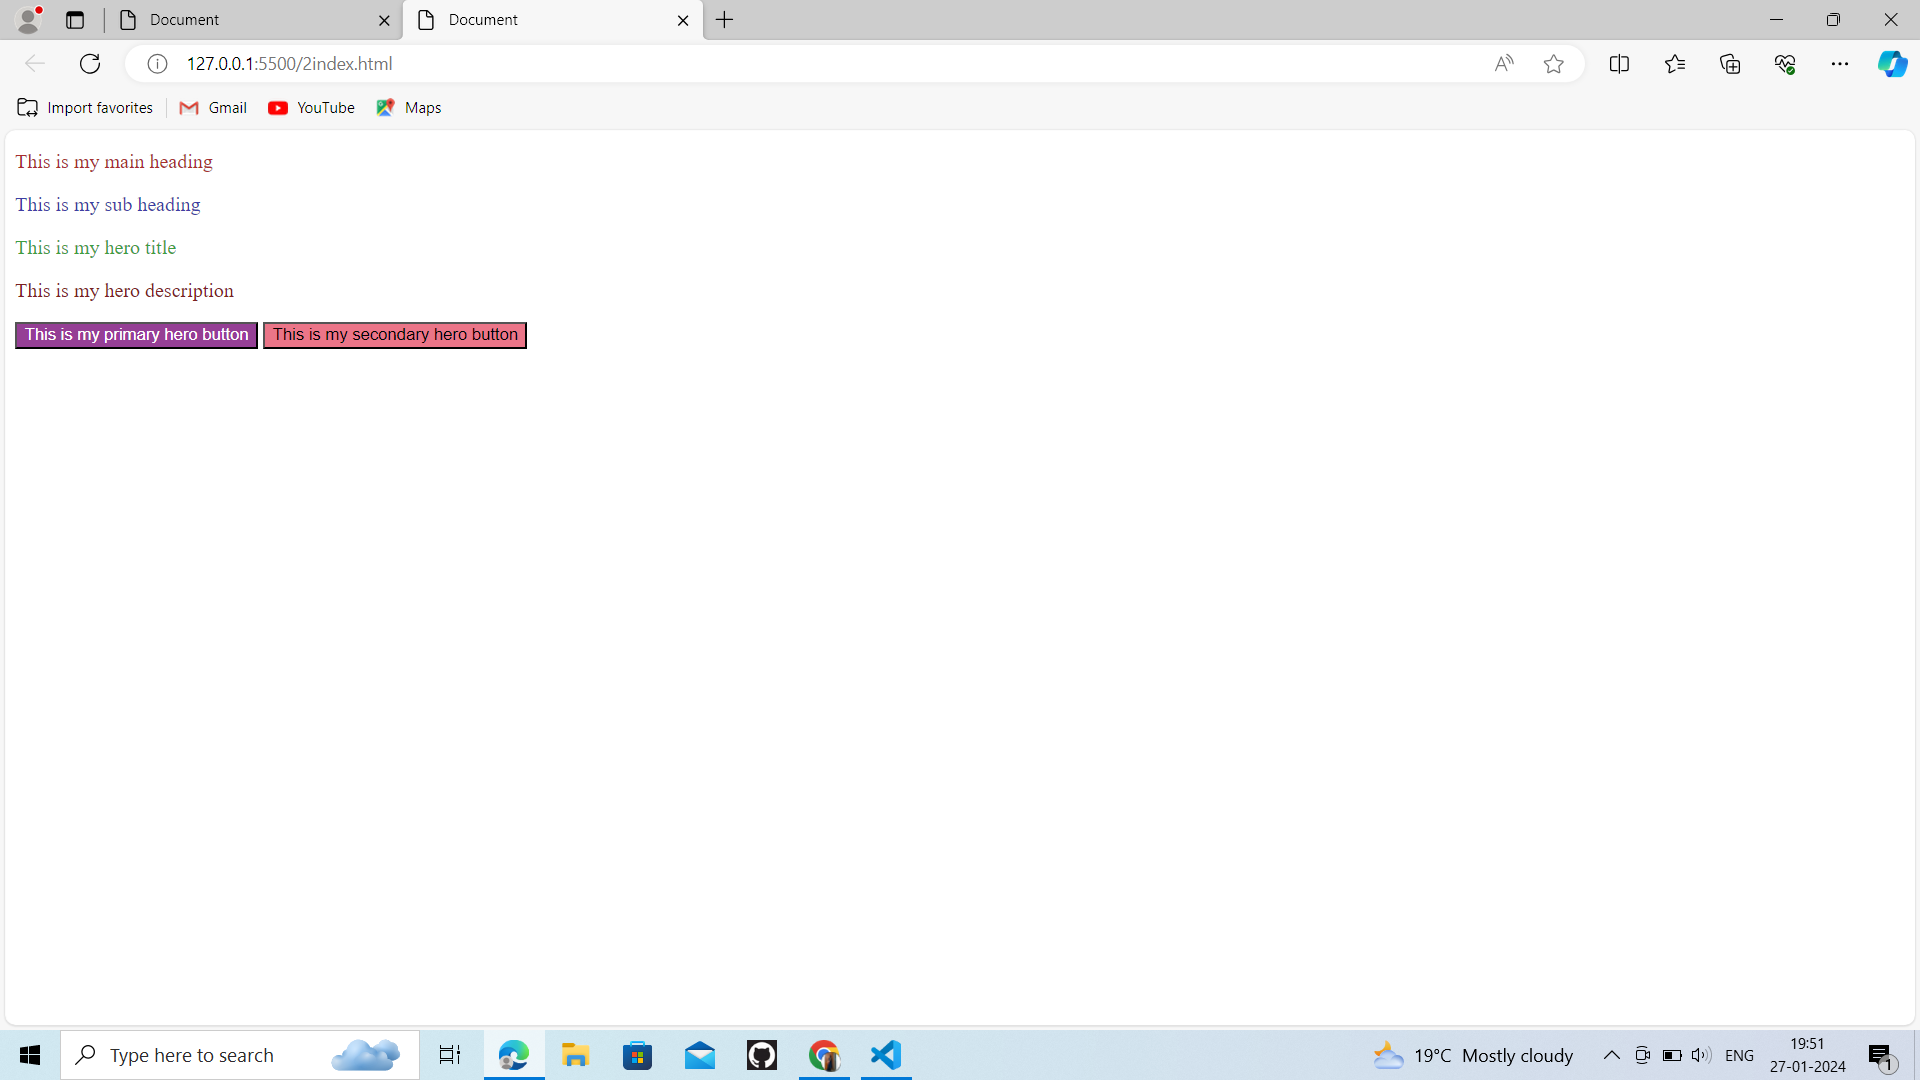 Document
Document
127.0.0.1:5500/2index.html
Import favorites
Gmail
YouTube
Maps
This is my main heading
This is my sub heading
This is my hero title
This is my hero description
This is my primary hero button
This is my secondary hero button
Type here to search
19°C Mostly cloudy
ENG
19:51
27-01-2024
1